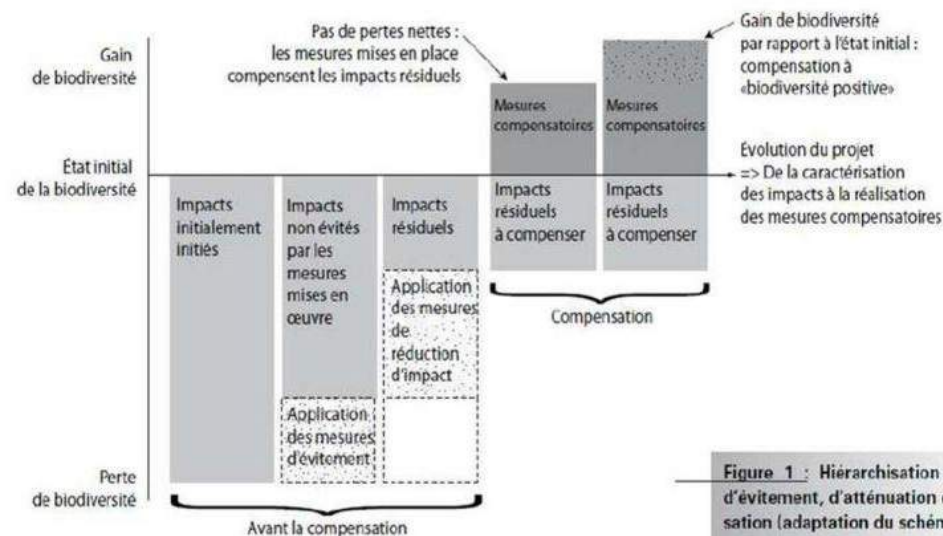 Pas de pertes nettes :
les mesures mises en place
compensent les impacts résiduels
Gain de biodiversité
par rapport à l'état initial :
compensation à
«biodiversité positive»
Gain
de biodiversité
Mesures
compensatoires
Mesures
compensatoires
État initial
de la biodiversité
Évolution du projet
=> De la caractérisation
des impacts à la réalisation
des mesures compensatoires
Impacts
initialement
initiés
Impacts
non évités
par les
mesures
mises en
œuvre
Impacts
résiduels
Impacts
résiduels
à compenser
Impacts
résiduels
à compenser
Application
des mesures
de
réduction
d'impact
Compensation
Application
des mesures
d'évitement
Perte
de biodiversité
Avant la compensation
Figure 1 : Hiérarchisation
d'évitement, d'atténuation
sation (adaptation du